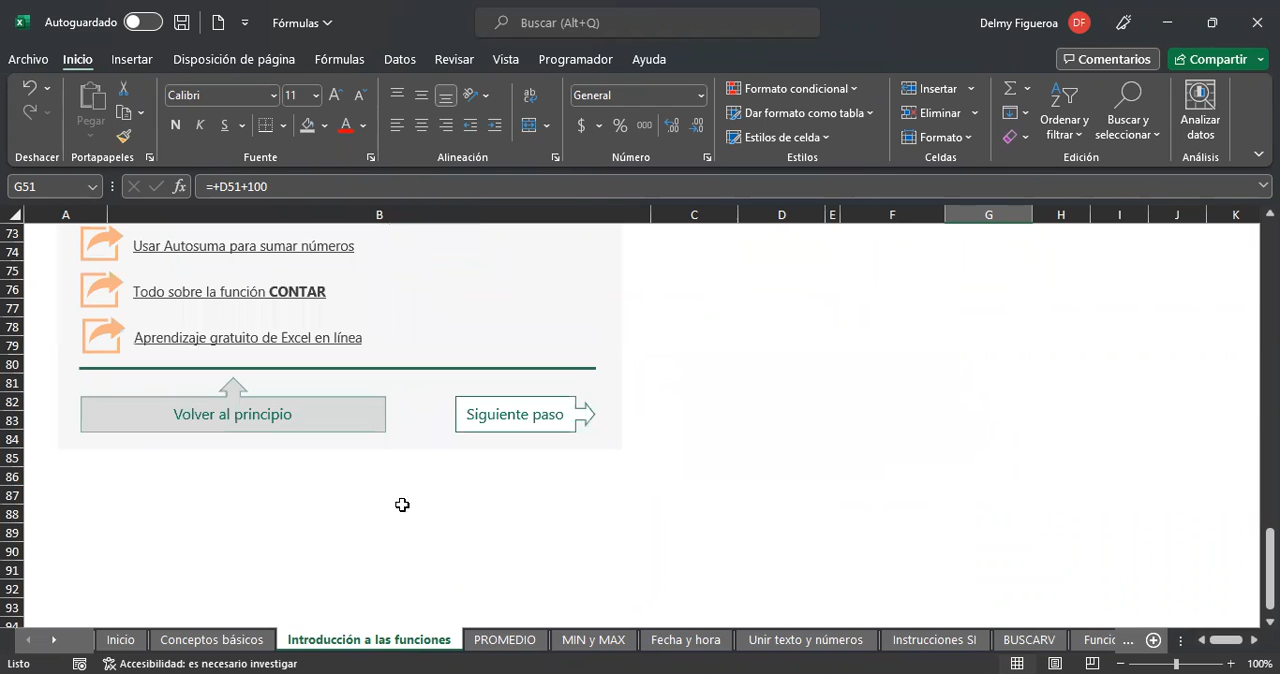 Autoguardado Fórmulas Buscar (Alt+Q) Delmy Figueroa DF
Archivo Inicio Insertar Disposición de página Fórmulas Datos Revisar Vista Programador Ayuda Comentarios Compartir
Pegar Calibri 11 General Formato condicional Insertar
N K S $ % 000 Dar formato como tabla Eliminar Ordenar y filtrar Buscar y seleccionar Analizar datos
Estilos de celda Formato
Deshacer Portapapeles Fuente Alineación Número Estilos Celdas Edición Análisis
G51 fx =+D51+100
A B C D E F G H I J K
73
Usar Autosuma para sumar números
74
75
76 Todo sobre la función CONTAR
77
78
79 Aprendizaje gratuito de Excel en línea
80
81
82
Volver al principio Siguiente paso
83
84
85
86
87
88
89
90
91
92
93
94
Inicio Conceptos básicos Introducción a las funciones PROMEDIO MIN y MAX Fecha y hora Unir texto y números Instrucciones SI BUSCARV Funcio ...
Listo Accesibilidad: es necesario investigar 100%